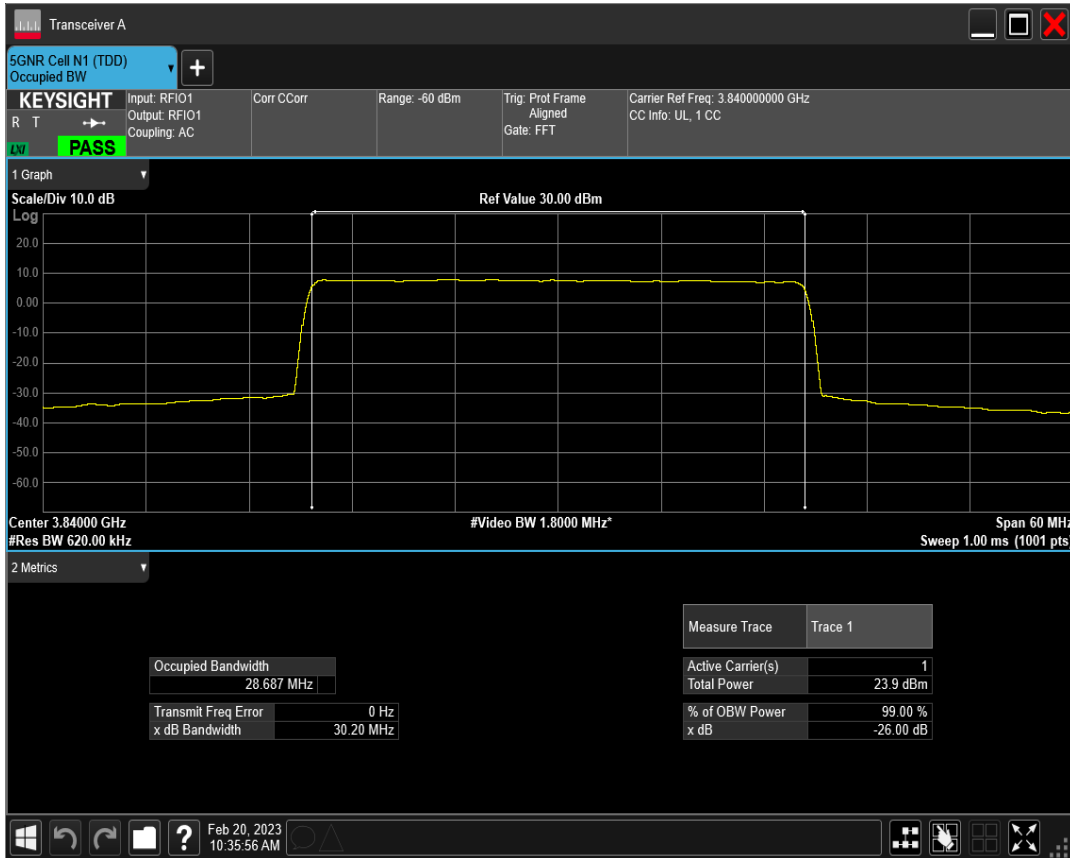 Transceiver A
5GNR Cell N1 (TDD)
Occupied BW
+
KEYSIGHT
R T
LXI
PASS
Input: RFIO1
Output: RFIO1
Coupling: AC
Corr CCorr
Range: -60 dBm
Trig: Prot Frame
Aligned
Gate: FFT
Carrier Ref Freq: 3.840000000 GHz
CC Info: UL, 1 CC
1 Graph
Scale/Div 10.0 dB
Ref Value 30.00 dBm
Log
20.0
10.0
0.00
-10.0
-20.0
-30.0
-40.0
-50.0
-60.0
Center 3.84000 GHz
#Video BW 1.8000 MHz*
Span 60 MHz
#Res BW 620.00 kHz
Sweep 1.00 ms (1001 pts)
2 Metrics
Measure Trace
Trace 1
Occupied Bandwidth
28.687 MHz
Active Carrier(s) 1
Total Power 23.9 dBm
Transmit Freq Error 0 Hz
x dB Bandwidth 30.20 MHz
% of OBW Power 99.00 %
x dB -26.00 dB
?
Feb 20, 2023
10:35:56 AM